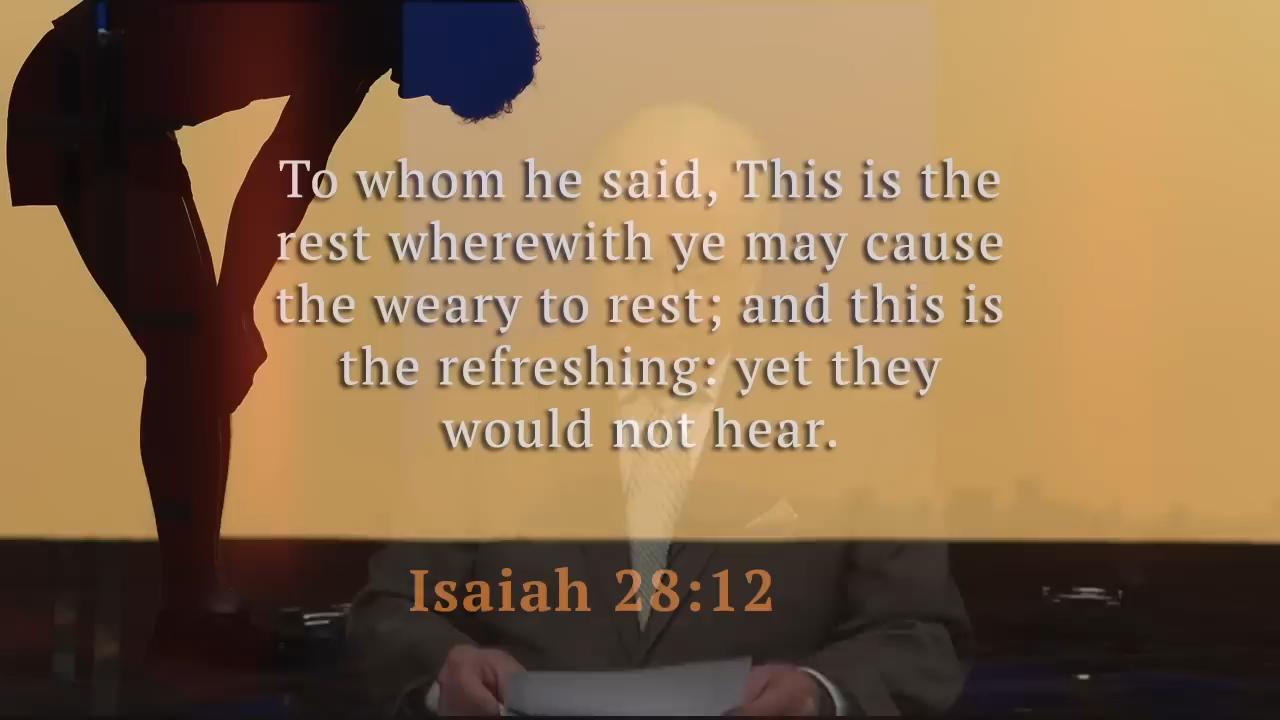 To whom he said, This is the
rest wherewith ye may cause
the weary to rest; and this is
the refreshing: yet they
would not hear.
Isaiah 28:12